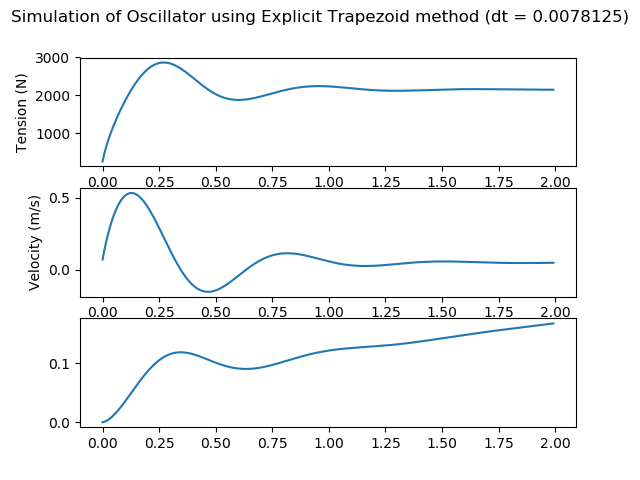 Simulation of Oscillator using Explicit Trapezoid method (dt = 0.0078125)
3000
2000
1000
Tension (N)
0.00 0.25 0.50 0.75 1.00 1.25 1.50 1.75 2.00
0.5
0.0
Velocity (m/s)
0.00 0.25 0.50 0.75 1.00 1.25 1.50 1.75 2.00
0.1
0.0
0.00 0.25 0.50 0.75 1.00 1.25 1.50 1.75 2.00